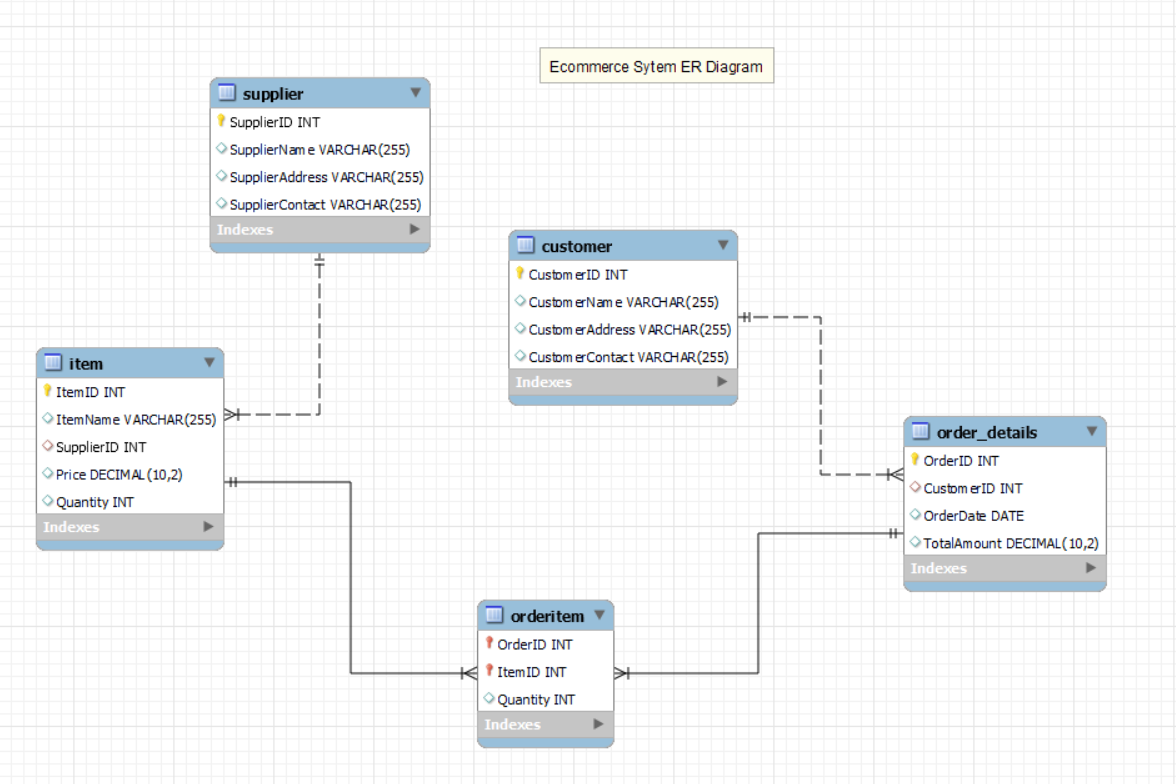 Ecommerce Sytem ER Diagram
supplier
SupplierID INT
SupplierName VARCHAR(255)
SupplierAddress VARCHAR(255)
SupplierContact VARCHAR(255)
Indexes
customer
CustomerID INT
CustomerName VARCHAR(255)
CustomerAddress VARCHAR(255)
CustomerContact VARCHAR(255)
Indexes
item
ItemID INT
ItemName VARCHAR(255)
SupplierID INT
Price DECIMAL(10,2)
Quantity INT
Indexes
order_details
OrderID INT
CustomerID INT
OrderDate DATE
TotalAmount DECIMAL(10,2)
Indexes
orderitem
OrderID INT
ItemID INT
Quantity INT
Indexes